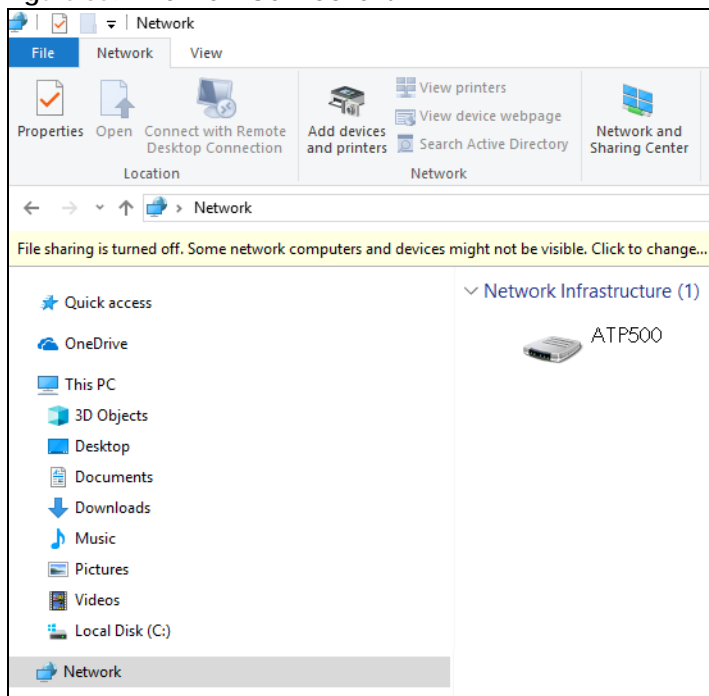 Network
File Network View
Properties Open Connect with Remote Desktop Connection Add devices and printers View printers
View device webpage
Search Active Directory Network and Sharing Center
Location Network
Network
File sharing is turned off. Some network computers and devices might not be visible. Click to change...
Quick access
OneDrive
This PC
3D Objects
Desktop
Documents
Downloads
Music
Pictures
Videos
Local Disk (C:)
Network
Network Infrastructure (1)
ATP500